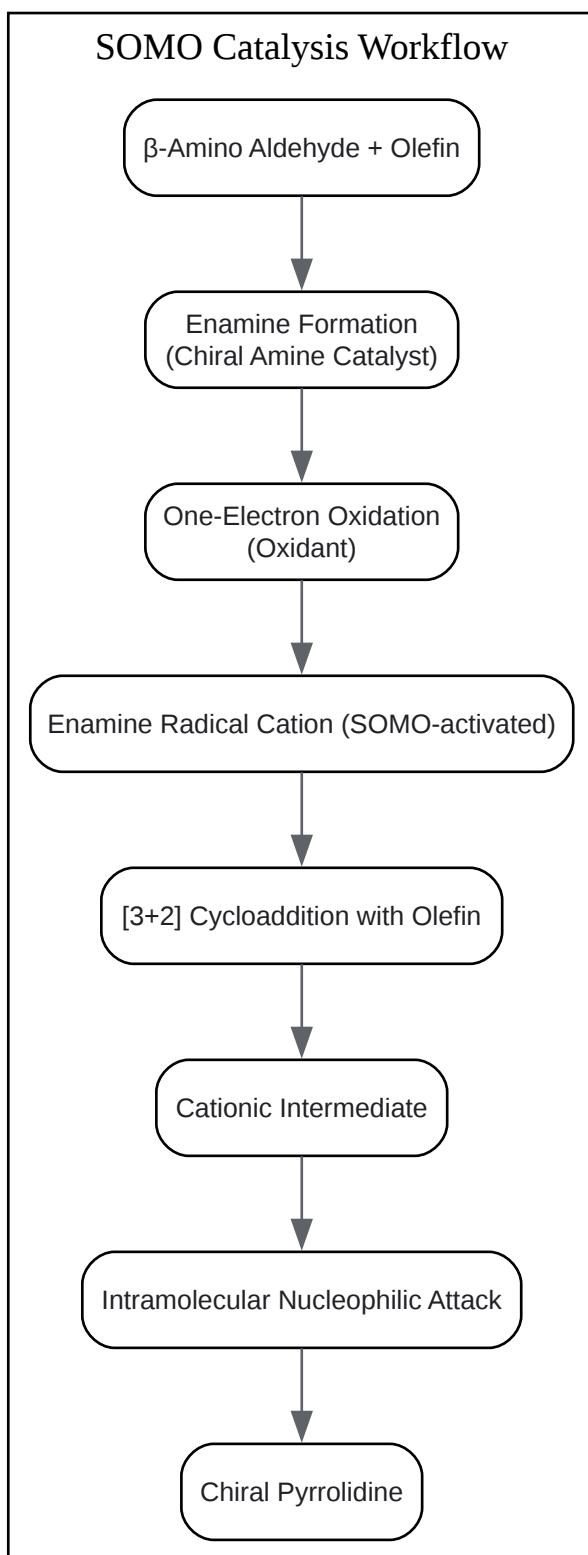 SOMO Catalysis Workflow
β-Amino Aldehyde + Olefin
Enamine Formation
(Chiral Amine Catalyst)
One-Electron Oxidation
(Oxidant)
Enamine Radical Cation (SOMO-activated)
[3+2] Cycloaddition with Olefin
Cationic Intermediate
Intramolecular Nucleophilic Attack
Chiral Pyrrolidine